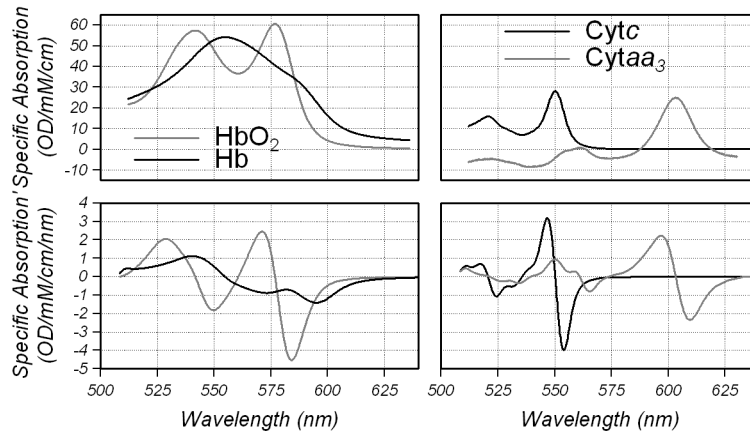 Specific Absorption
(OD/mM/cm)
60
50
40
30
20
10
0
-10
HbO2
Hb
Cytc
Cytaa3
Specific Absorption'
(OD/mM/cm/nm)
4
3
2
1
0
-1
-2
-3
-4
-5
500 525 550 575 600 625
500 525 550 575 600 625
Wavelength (nm)
Wavelength (nm)